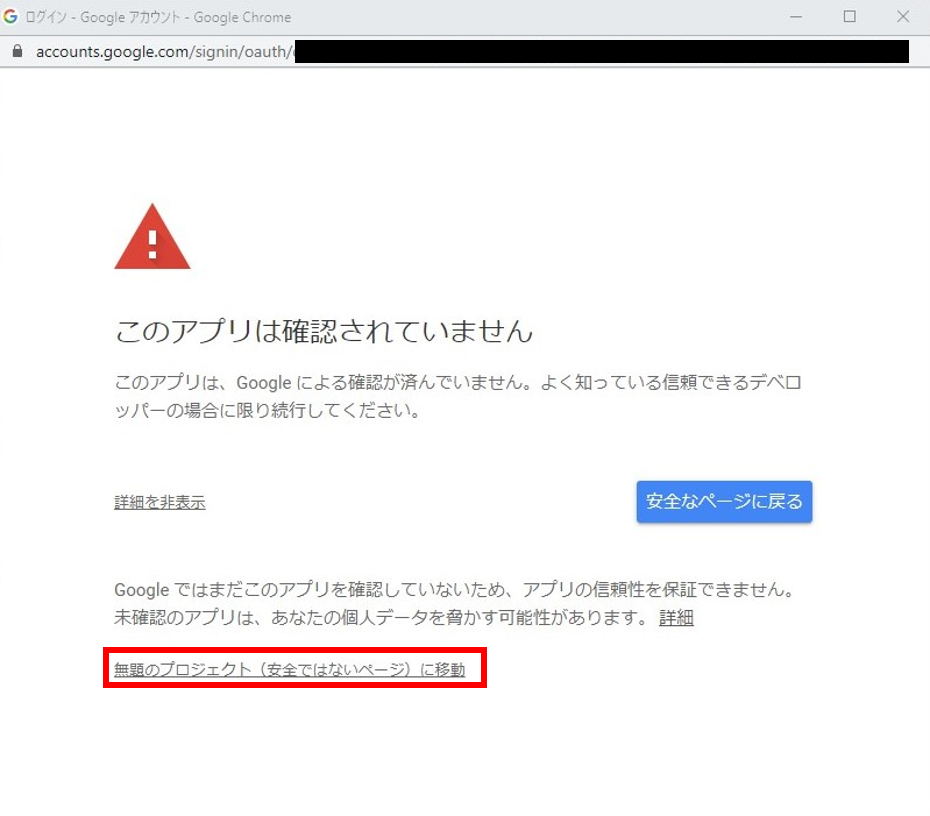 ログイン - Google アカウント - Google Chrome
accounts.google.com/signin/oauth/
このアプリは確認されていません
このアプリは、Google による確認が済んでいません。よく知っている信頼できるデベロ
ッパーの場合に限り続行してください。
詳細を非表示
安全なページに戻る
Google ではまだこのアプリを確認していないため、アプリの信頼性を保証できません。
未確認のアプリは、あなたの個人データを脅かす可能性があります。 詳細
無題のプロジェクト（安全ではないページ）に移動